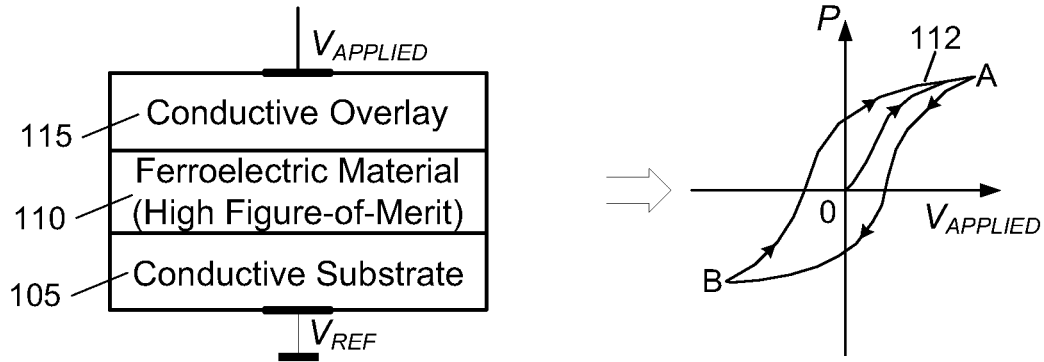 V_APPLIED
Conductive Overlay
115
Ferroelectric Material
(High Figure-of-Merit)
110
Conductive Substrate
105
V_REF
P
112
A
0
V_APPLIED
B